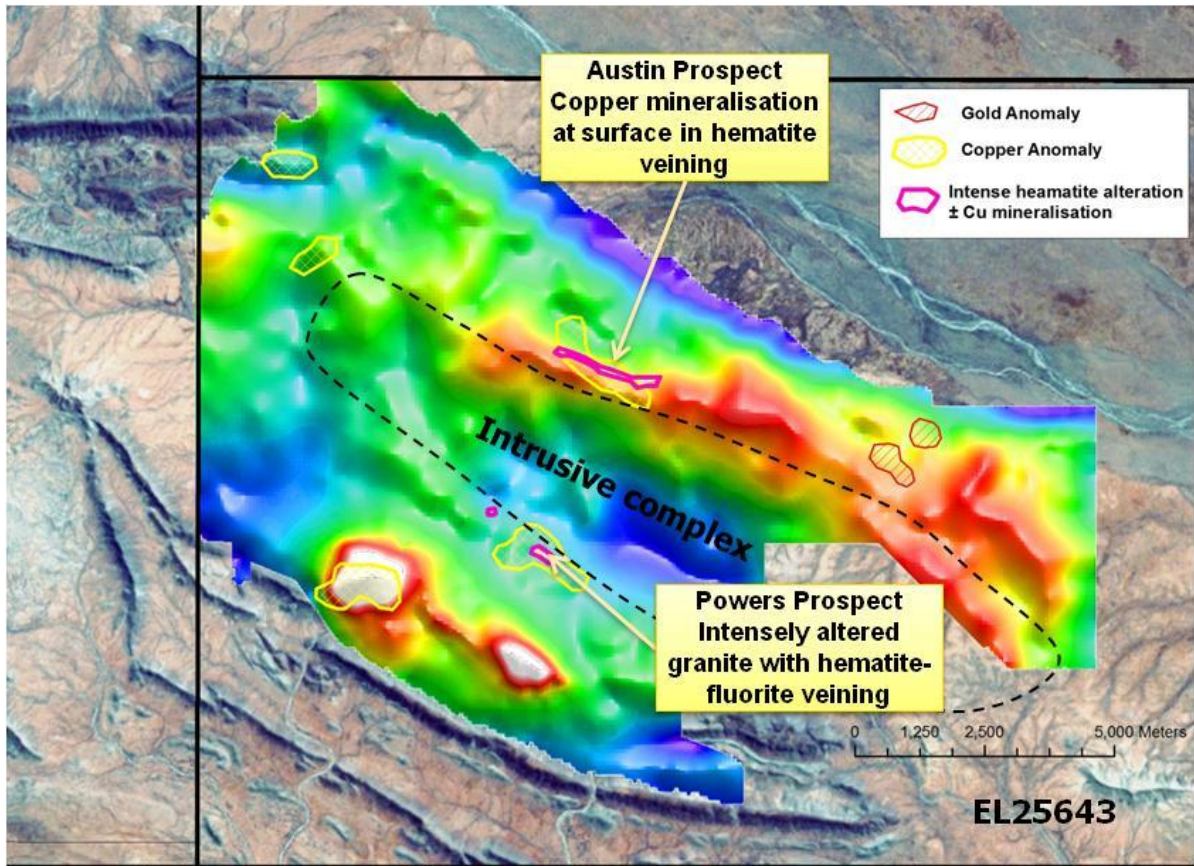 Austin Prospect
Copper mineralisation
at surface in hematite
veining
Gold Anomaly
Copper Anomaly
Intense heamatite alteration
± Cu mineralisation
Intrusive complex
Powers Prospect
Intensely altered
granite with hematite-
fluorite veining
0 1,250 2,500 5,000 Meters
EL25643